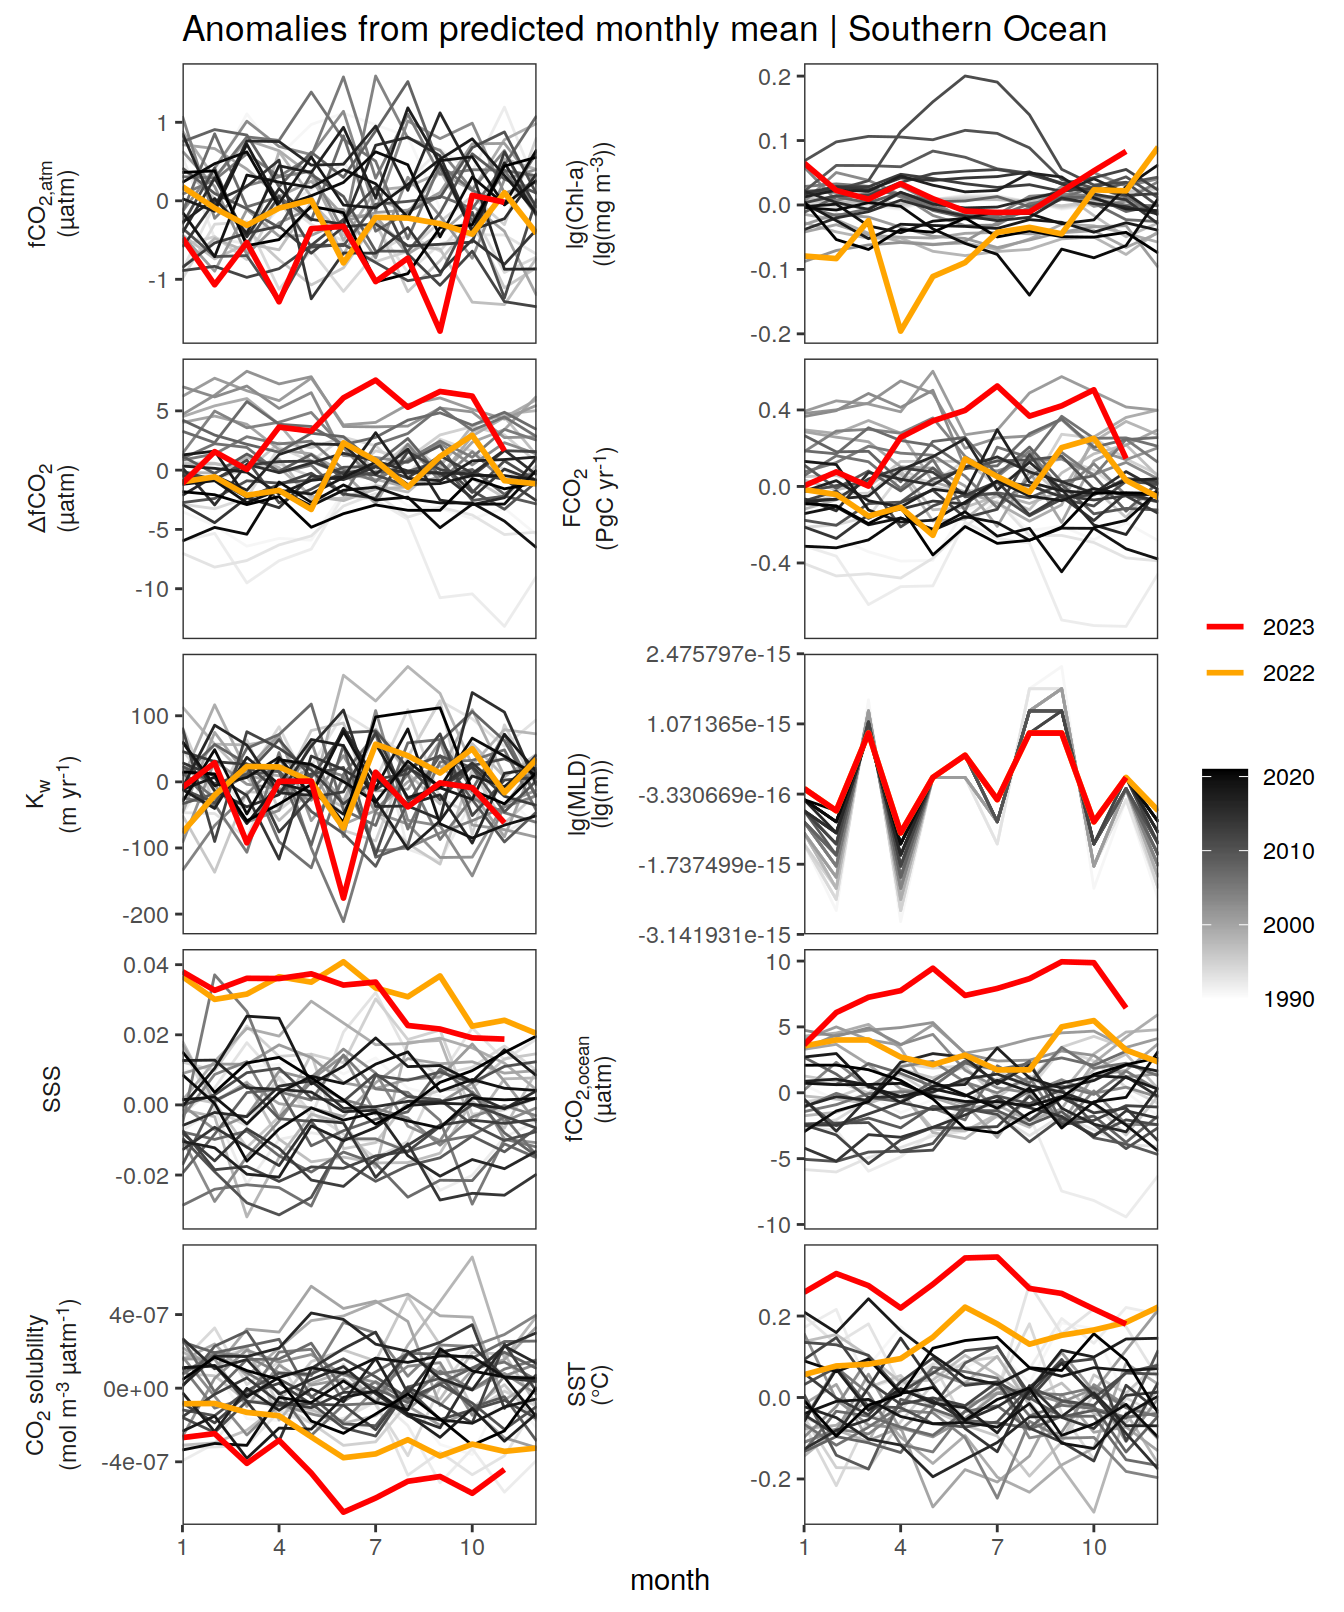 Anomalies from predicted monthly mean | Southern Ocean
fCO2,atm
(µatm)
1
0
-1
lg(Chl-a)
(lg(mg m-3))
0.2
0.1
0.0
-0.1
-0.2
ΔfCO2
(µatm)
5
0
-5
-10
FCO2
(PgC yr-1)
0.4
0.0
-0.4
Kw
(m yr-1)
100
0
-100
-200
lg(MLD)
(lg(m))
2.475797e-15
1.071365e-15
-3.330669e-16
-1.737499e-15
-3.141931e-15
SSS
0.04
0.02
0.00
-0.02
fCO2,ocean
(µatm)
10
5
0
-5
-10
CO2 solubility
(mol m-3 µatm-1)
4e-07
0e+00
-4e-07
SST
(°C)
0.2
0.0
-0.2
1 4 7 10
1 4 7 10
month
2023
2022
2020
2010
2000
1990